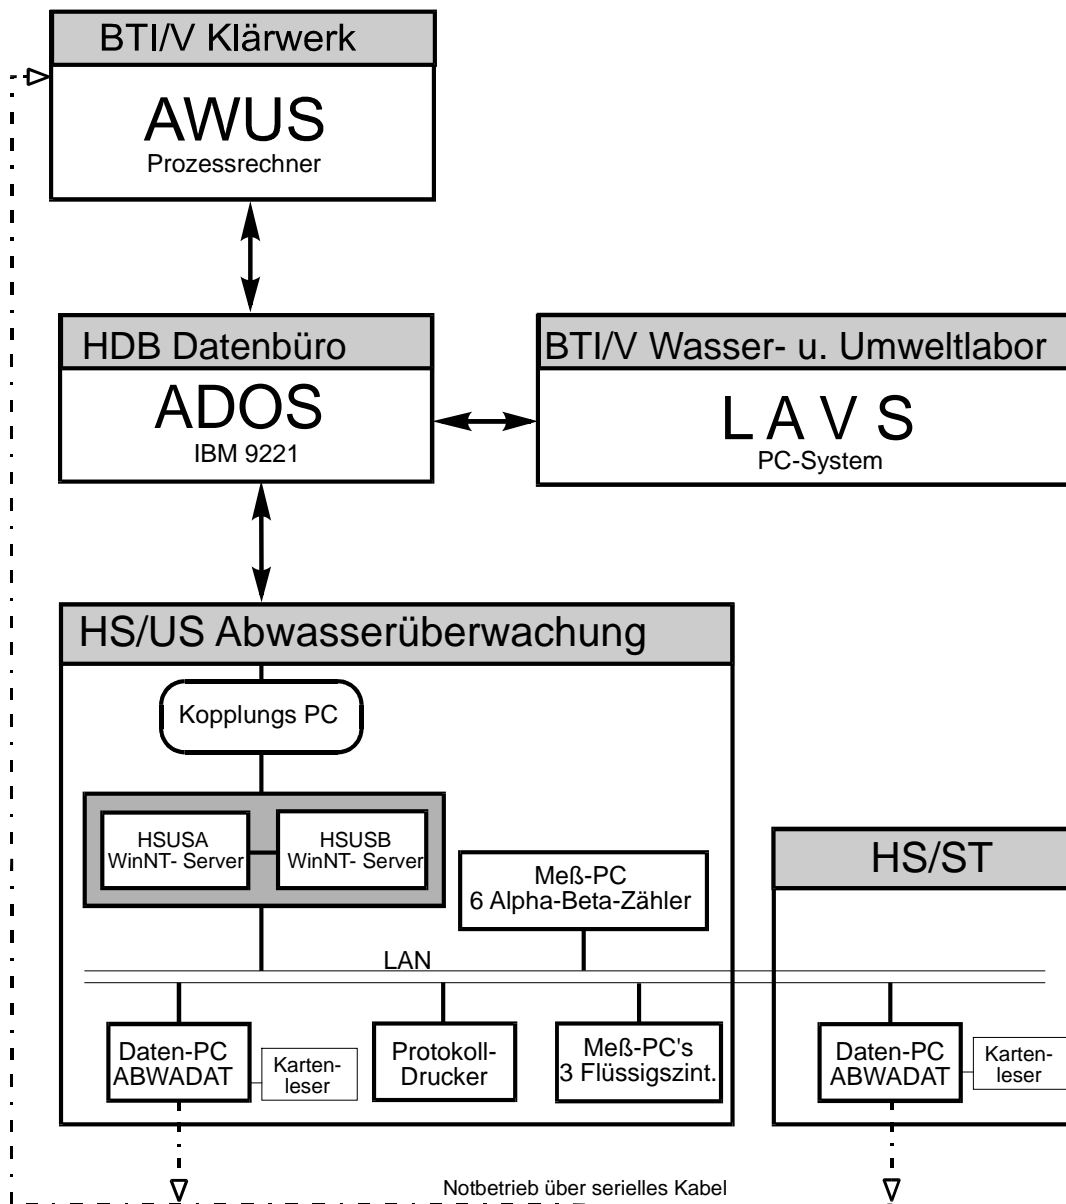 BTI/V Klärwerk
AWUS
Prozessrechner
HDB Datenbüro
ADOS
IBM 9221
BTI/V Wasser- u. Umweltlabor
L A V S
PC-System
HS/US Abwasserüberwachung
Kopplungs PC
HSUSA
WinNT- Server
HSUSB
WinNT- Server
Meß-PC
6 Alpha-Beta-Zähler
HS/ST
LAN
Daten-PC
ABWADAT
Karten-
leser
Protokoll-
Drucker
Meß-PC's
3 Flüssigszint.
Daten-PC
ABWADAT
Karten-
leser
Notbetrieb über serielles Kabel